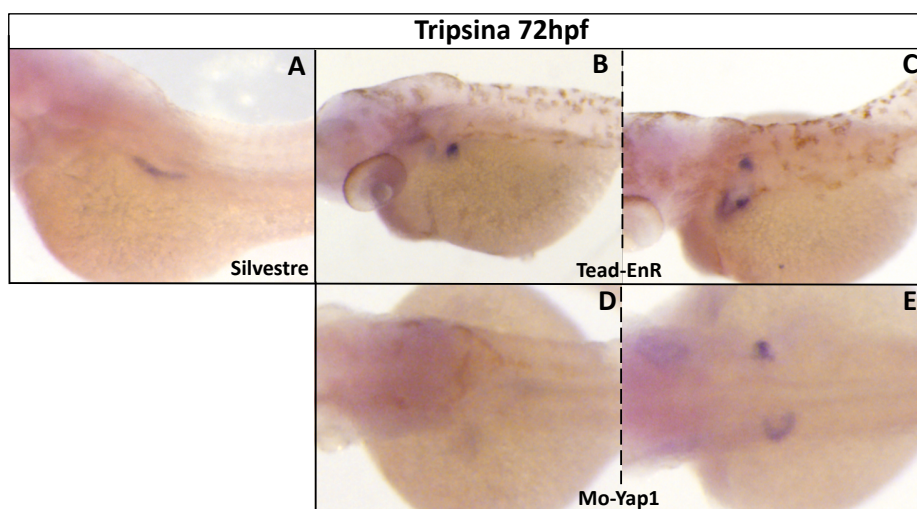 Tripsina 72hpf
A
B
C
Silvestre
Tead-EnR
D
E
Mo-Yap1